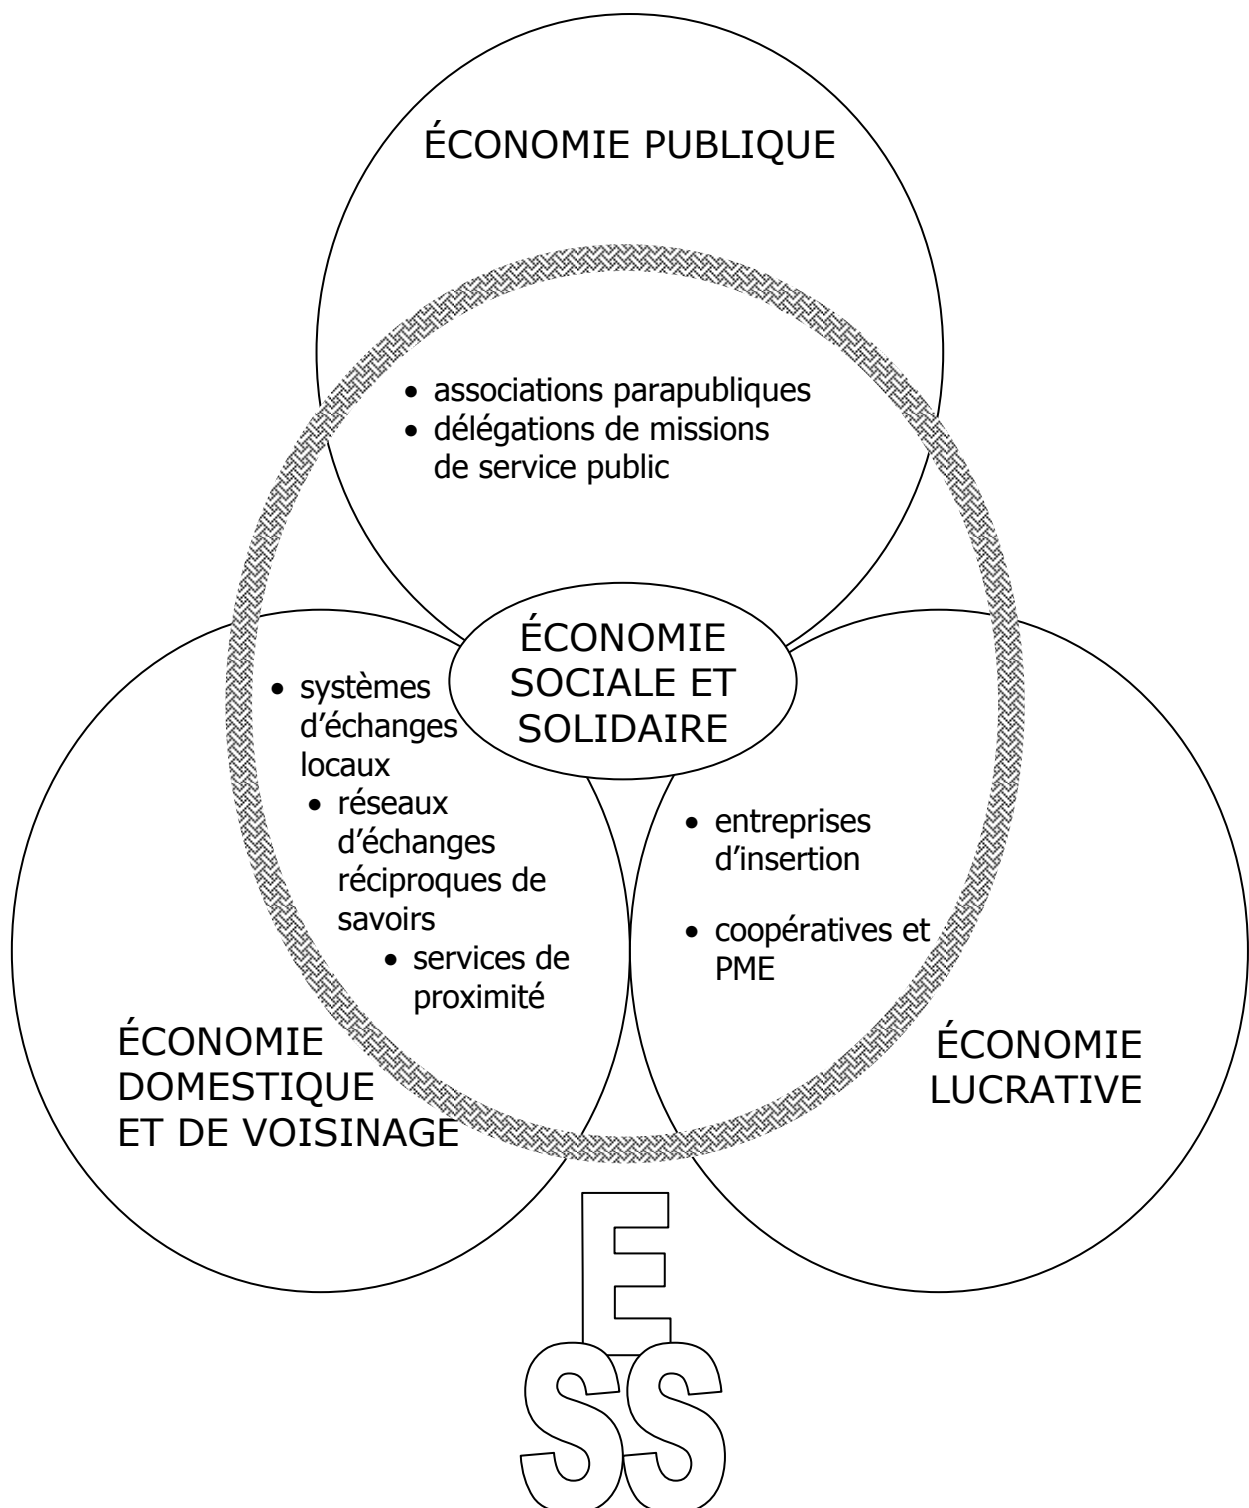 ÉCONOMIE PUBLIQUE
• associations parapubliques
• délégations de missions
de service public
ÉCONOMIE
SOCIALE ET
SOLIDAIRE
• systèmes
d’échanges
locaux
• réseaux
d’échanges
réciproques de
savoirs
• services de
proximité
• entreprises
d’insertion
• coopératives et
PME
ÉCONOMIE
DOMESTIQUE
ET DE VOISINAGE
ÉCONOMIE
LUCRATIVE
E
SS